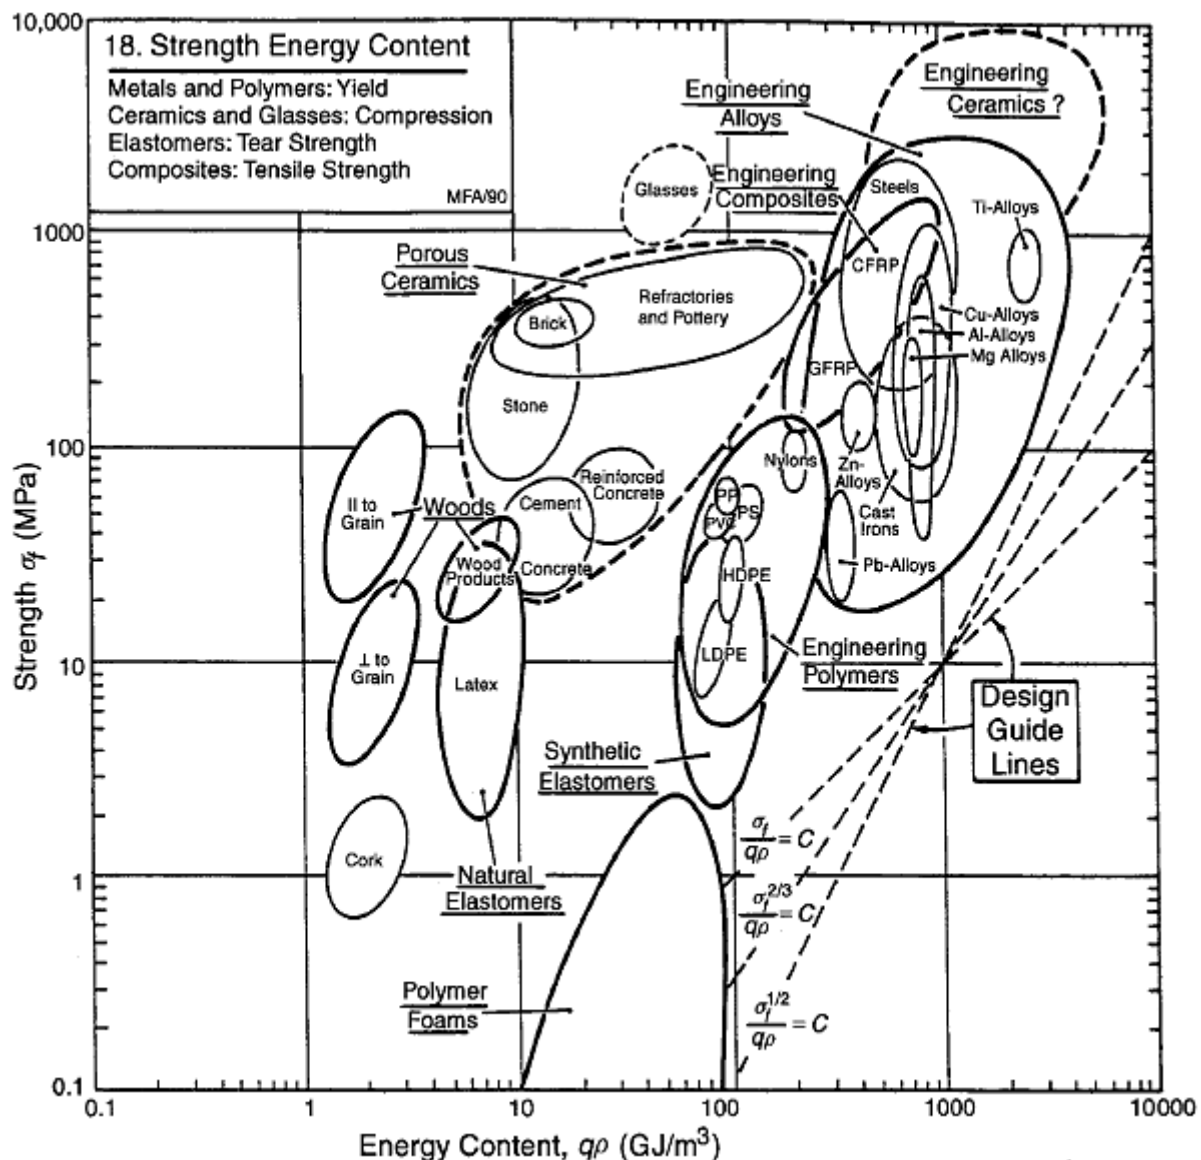 10,000
18. Strength Energy Content
Metals and Polymers: Yield
Ceramics and Glasses: Compression
Elastomers: Tear Strength
Composites: Tensile Strength
MFA/90
Engineering
Ceramics ?
Engineering
Alloys
Engineering
Composites
Glasses
Steels
Ti-Alloys
1000
Porous
Ceramics
CFRP
Refractories
and Pottery
Brick
Cu-Alloys
Al-Alloys
Mg Alloys
GFRP
Stone
100
Nylons
Zn-
Alloys
Reinforced
Concrete
II to
Grain
Woods
Cement
PP
PS
PVC
Cast
Irons
Pb-Alloys
Wood
Products
Concrete
HDPE
LDPE
Engineering
Polymers
10
⊥ to
Grain
Latex
Design
Guide
Lines
Synthetic
Elastomers
σf/qρ = C
Cork
1
Natural
Elastomers
σf^2/3/qρ = C
Polymer
Foams
σf^1/2/qρ = C
0.1
0.1 1 10 100 1000 10000
Strength σf (MPa)
Energy Content, qρ (GJ/m³)